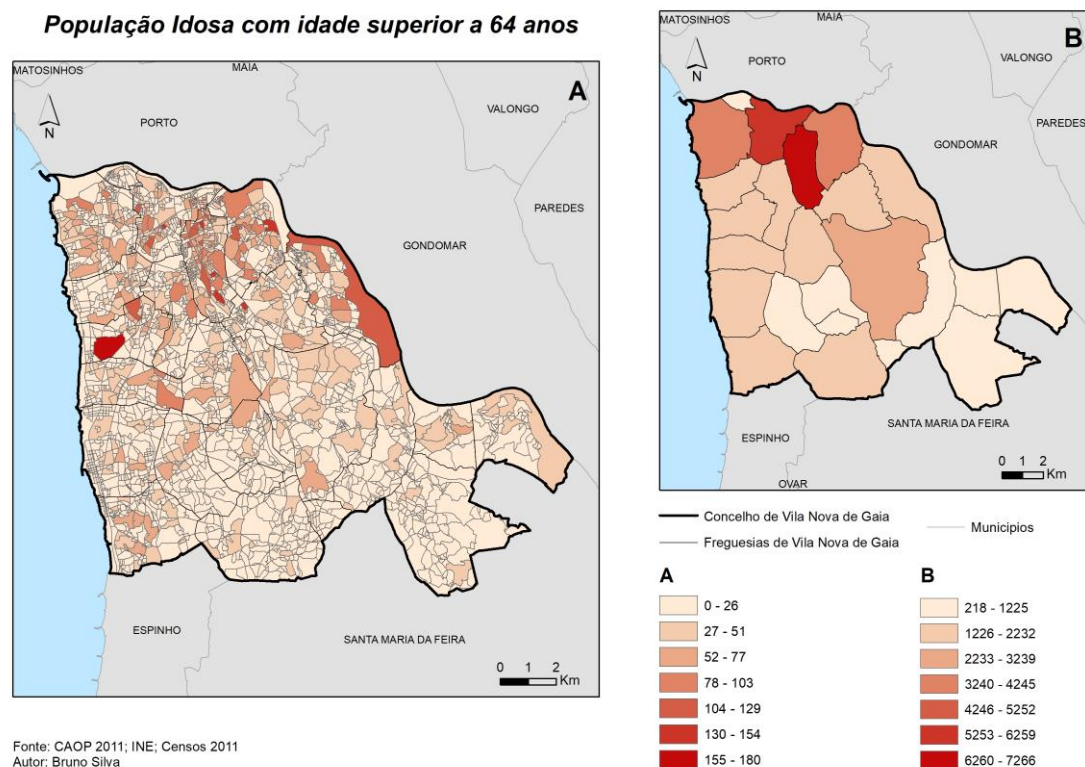 População Idosa com idade superior a 64 anos
A
MATOSINHOS
MAIA
N
PORTO
VALONGO
PAREDES
GONDOMAR
ESPINHO
SANTA MARIA DA FEIRA
0 1 2
Km
B
MATOSINHOS
MAIA
N
PORTO
VALONGO
PAREDES
GONDOMAR
SANTA MARIA DA FEIRA
ESPINHO
OVAR
0 1 2
Km
Concelho de Vila Nova de Gaia
Municipios
Freguesias de Vila Nova de Gaia
A
0 - 26
27 - 51
52 - 77
78 - 103
104 - 129
130 - 154
155 - 180
B
218 - 1225
1226 - 2232
2233 - 3239
3240 - 4245
4246 - 5252
5253 - 6259
6260 - 7266
Fonte: CAOP 2011; INE; Censos 2011
Autor: Bruno Silva